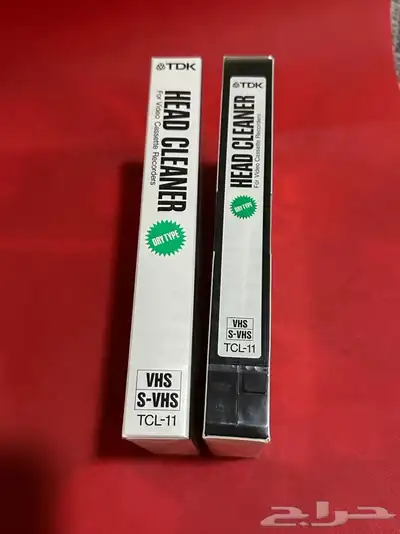 TDK
HEAD CLEANER
For Video Cassette Recorders
DRY TYPE
VHS
S-VHS
TCL-11
TDK
HEAD CLEANER
For Video Cassette Recorders
DRY TYPE
VHS
S-VHS
TCL-11
حراج